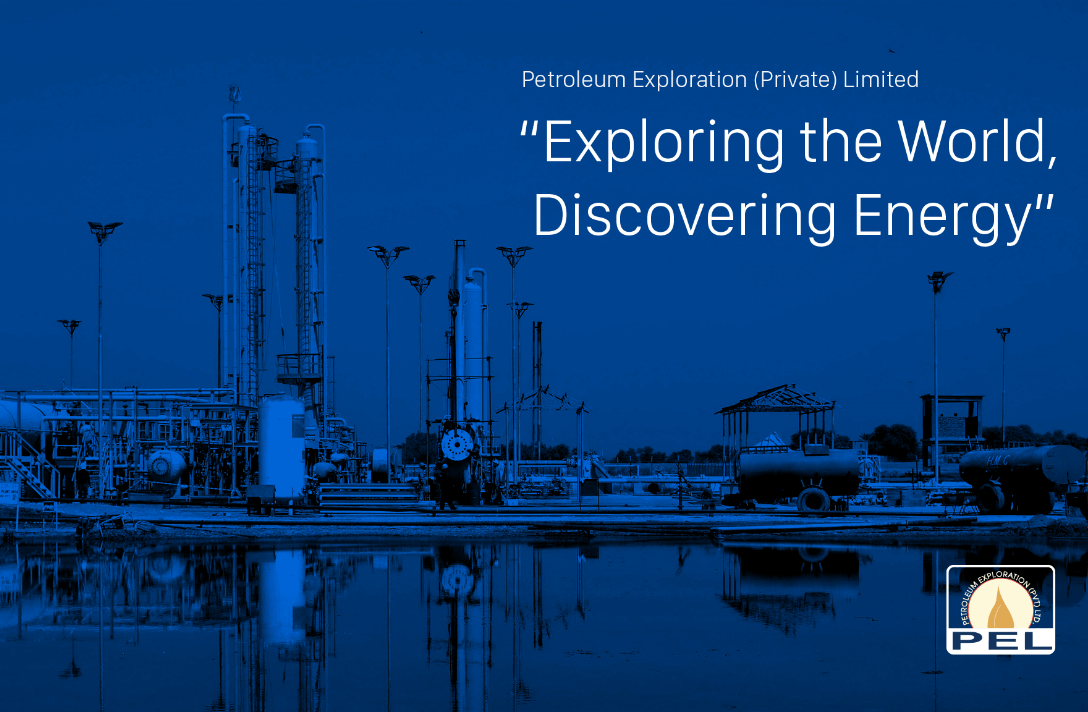 Petroleum Exploration (Private) Limited
“Exploring the World,
Discovering Energy”
PETROLEUM EXPLORATION (PVT) LTD.
PEL